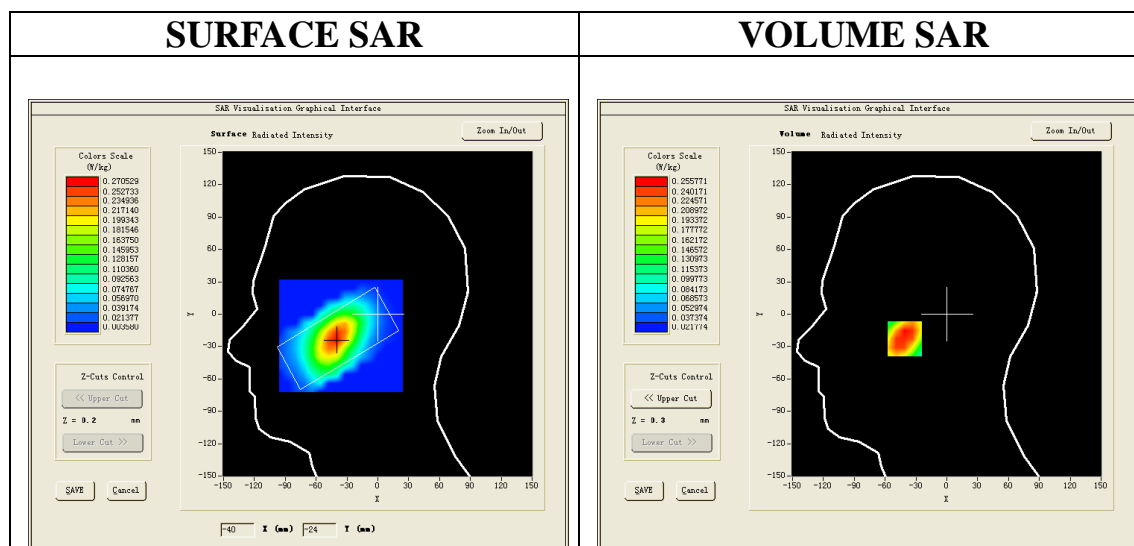 SURFACE SAR
VOLUME SAR
SAR Visualisation Graphical Interface
Surface Radiated Intensity
Zoom In/Out
Colors Scale
(W/kg)
0.270529
0.252733
0.234936
0.217140
0.199343
0.181546
0.163750
0.145953
0.128157
0.110360
0.092563
0.074767
0.056970
0.039174
0.021377
0.003580
Z-Cuts Control
<< Upper Cut
Z = 0.2 mm
Lower Cut >>
SAVE Cancel
150
120
90
60
30
0
-30
-60
-90
-120
-150
Y
-150 -120 -90 -60 -30 0 30 60 90 120 150
X
-40 X (mm) -24 Y (mm)
SAR Visualisation Graphical Interface
Volume Radiated Intensity
Zoom In/Out
Colors Scale
(W/kg)
0.255771
0.240171
0.224571
0.208972
0.193372
0.177772
0.162172
0.146572
0.130973
0.115373
0.099773
0.084173
0.068573
0.052974
0.037374
0.021774
Z-Cuts Control
<< Upper Cut
Z = 0.3 mm
Lower Cut >>
SAVE Cancel
150
120
90
60
30
0
-30
-60
-90
-120
-150
Y
-150 -120 -90 -60 -30 0 30 60 90 120 150
X